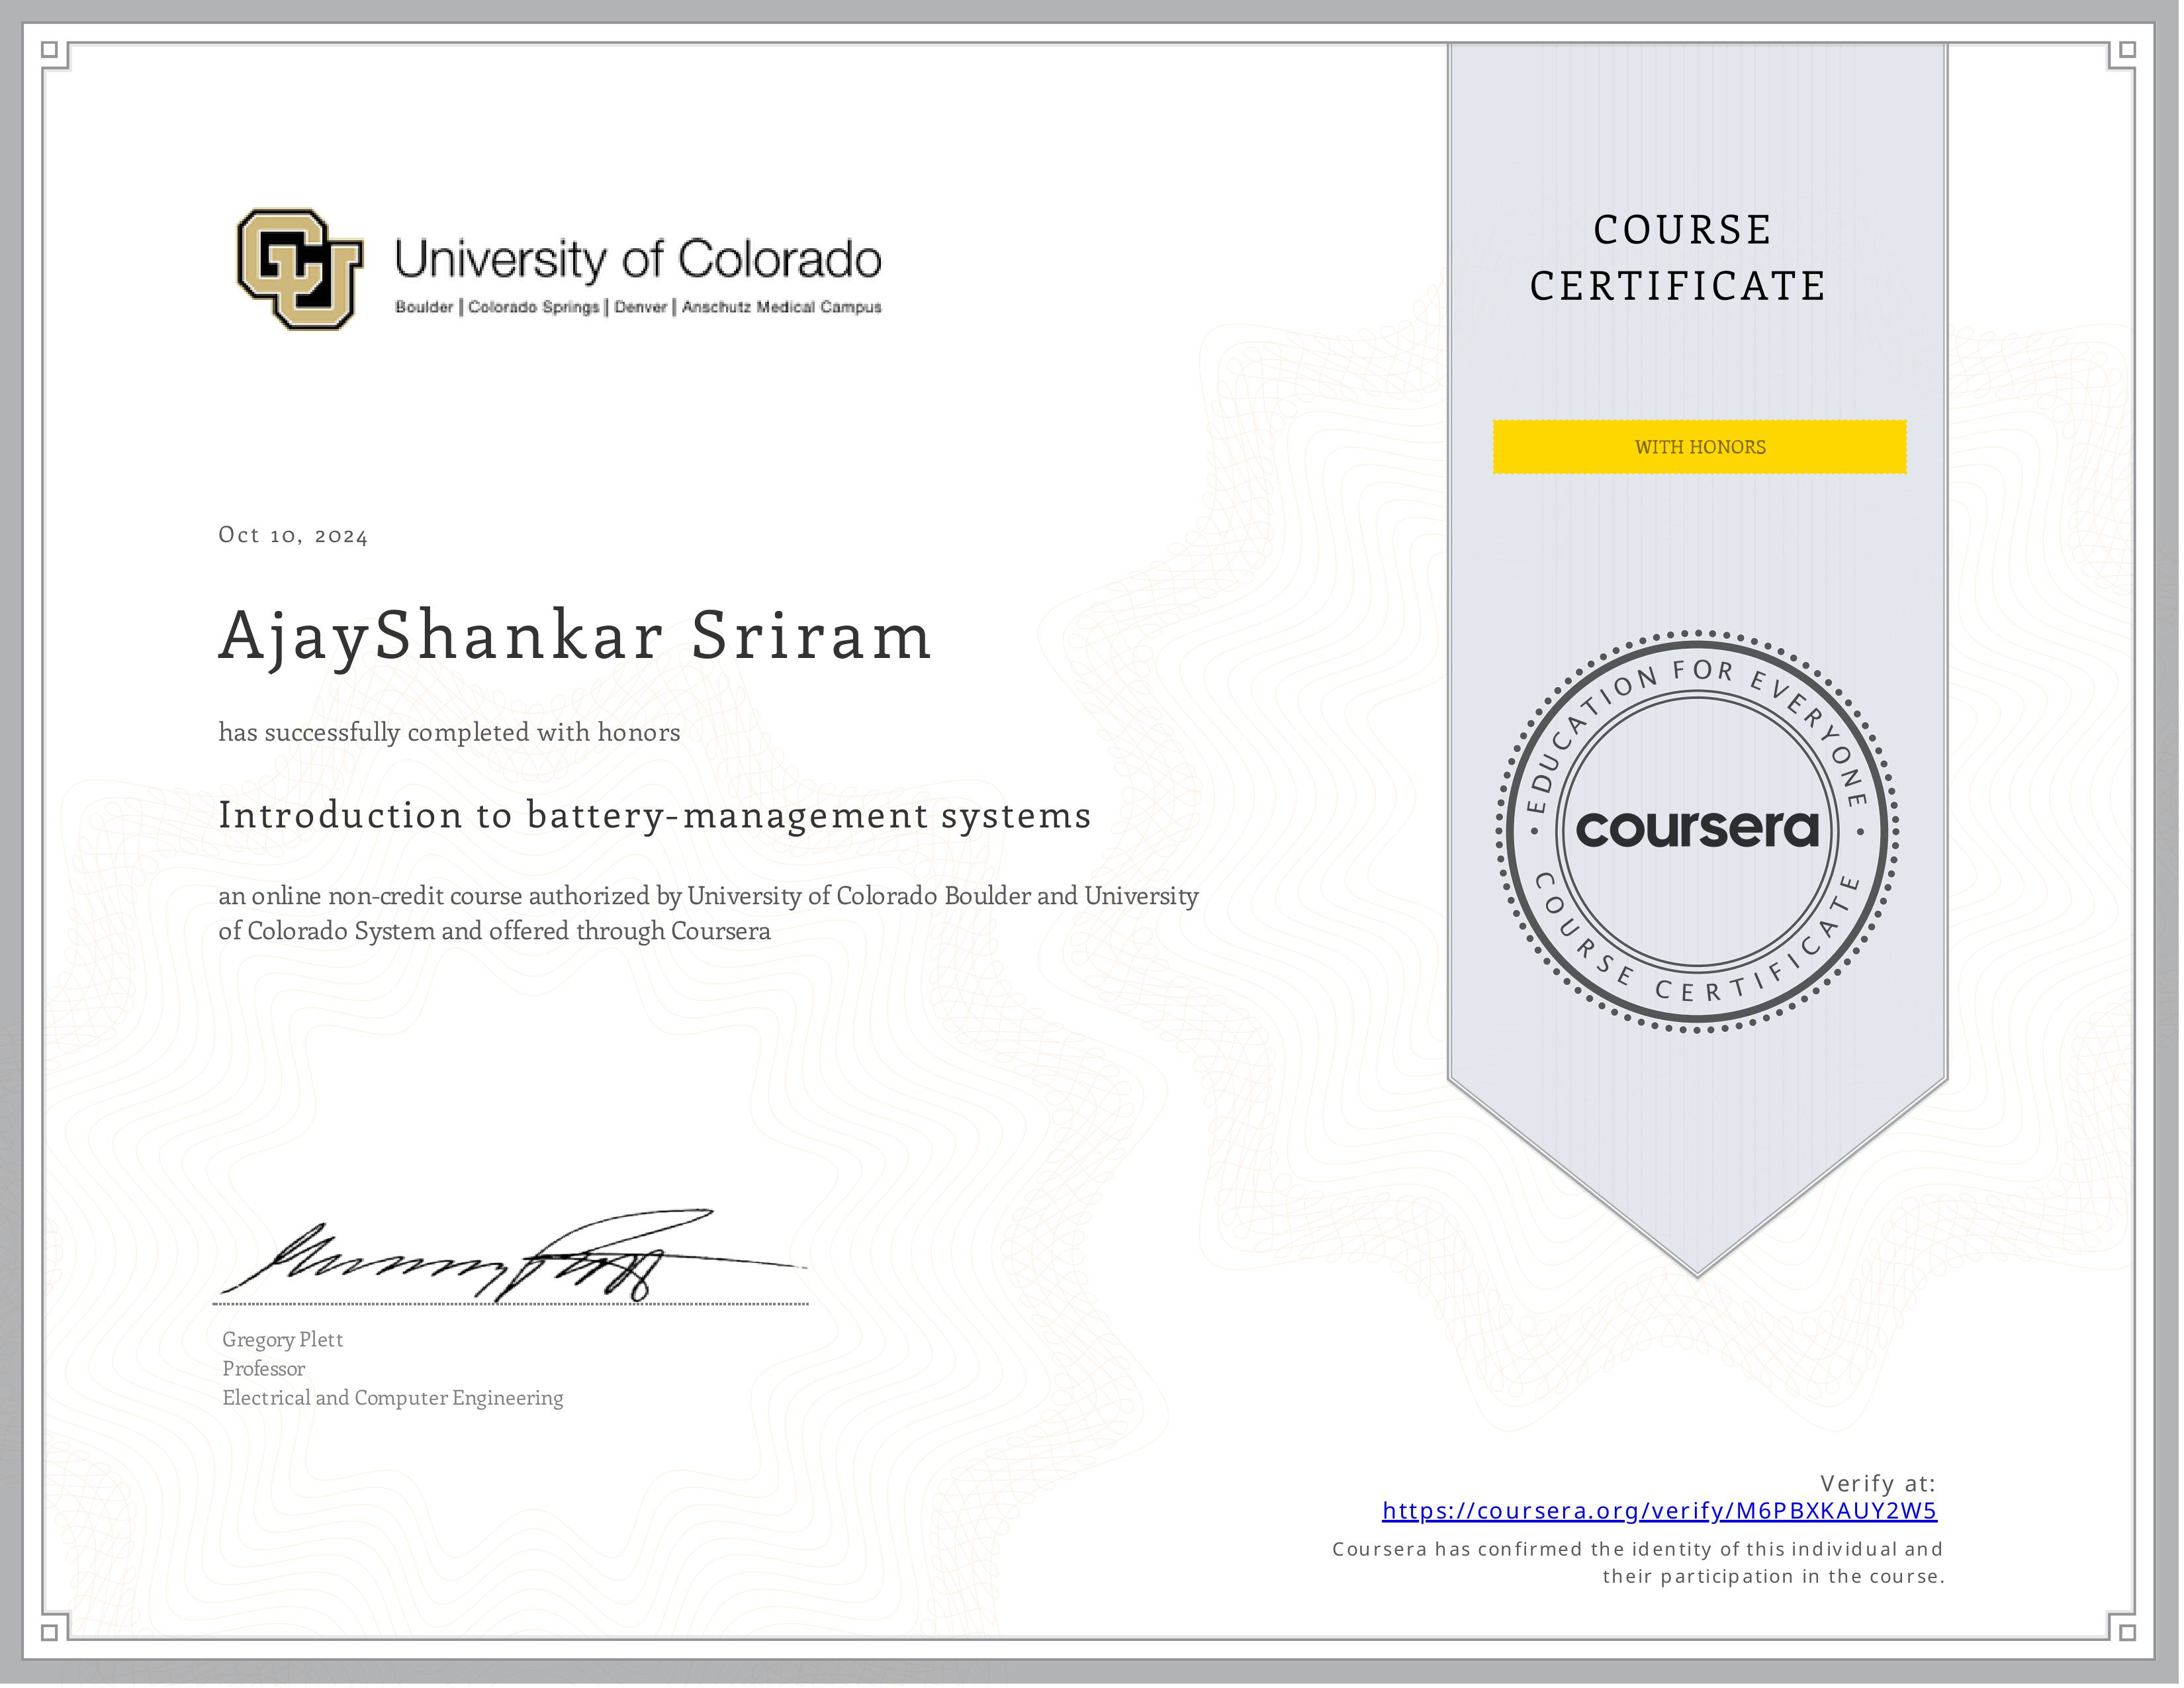 University of Colorado
Boulder | Colorado Springs | Denver | Anschutz Medical Campus
COURSE
CERTIFICATE
WITH HONORS
Oct 10, 2024
AjayShankar Sriram
has successfully completed with honors
Introduction to battery-management systems
an online non-credit course authorized by University of Colorado Boulder and University
of Colorado System and offered through Coursera
EDUCATION FOR EVERYONE
coursera
COURSE CERTIFICATE
Gregory Plett
Professor
Electrical and Computer Engineering
Verify at:
https://coursera.org/verify/M6PBXKAUY2W5
Coursera has confirmed the identity of this individual and
their participation in the course.